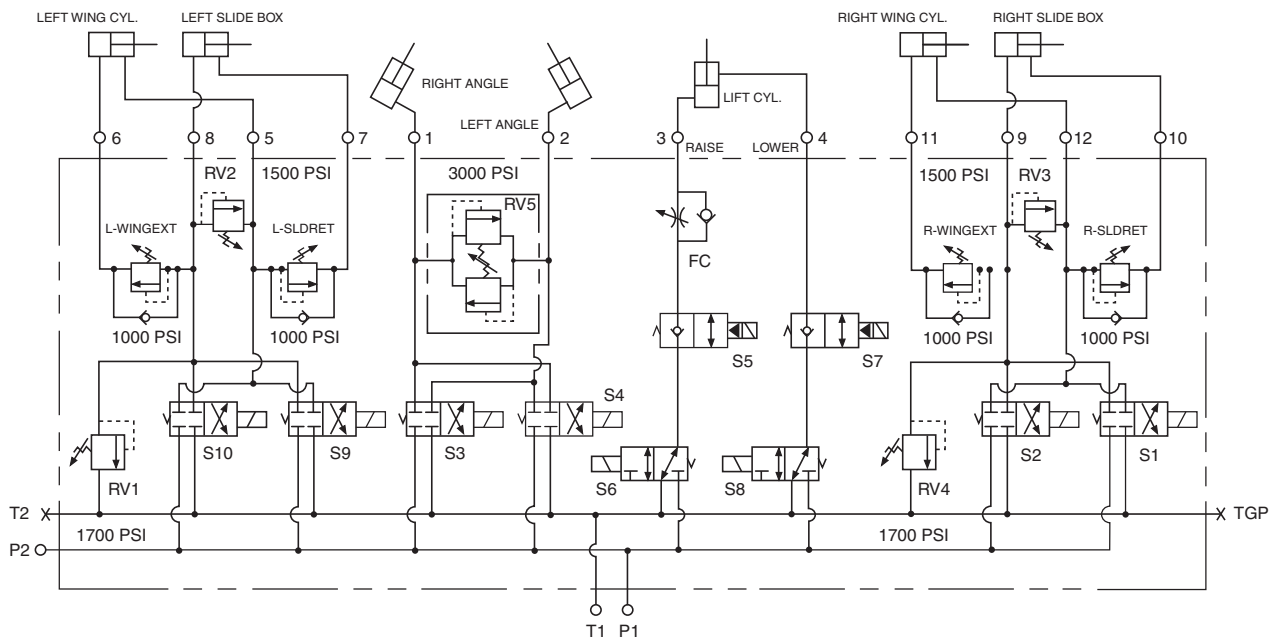 LEFT WING CYL.
LEFT SLIDE BOX
RIGHT WING CYL.
RIGHT SLIDE BOX
RIGHT ANGLE
LEFT ANGLE
LIFT CYL.
6
8
5
7
1
2
3
4
11
9
12
10
RAISE
LOWER
RV2
1500 PSI
3000 PSI
1500 PSI
RV3
RV5
L-WINGEXT
L-SLDRET
R-WINGEXT
R-SLDRET
FC
1000 PSI
1000 PSI
1000 PSI
1000 PSI
S5
S7
S4
S10
S9
S3
S2
S1
RV1
S6
S8
RV4
T2
TGP
1700 PSI
1700 PSI
P2
T1
P1